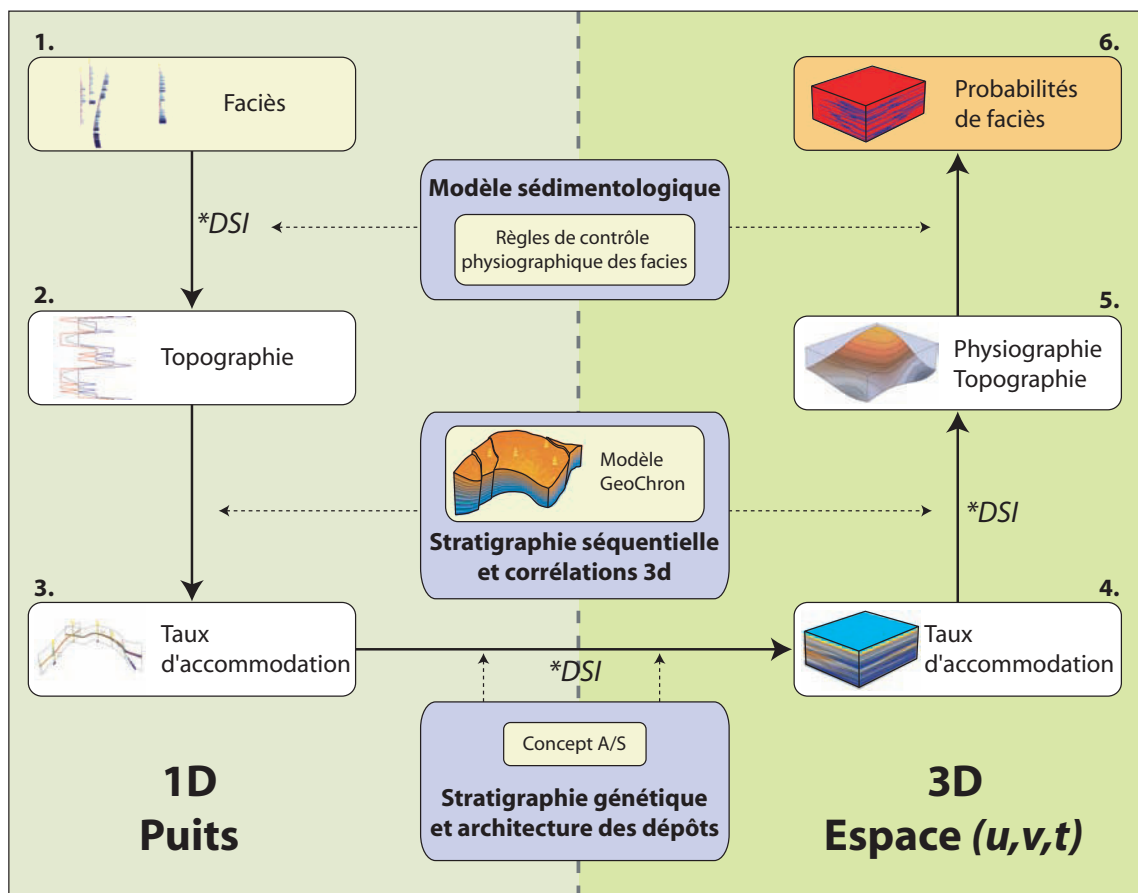 1.
Faciès
*DSI
2.
Topographie
3.
Taux
d'accommodation
1D
Puits
Modèle sédimentologique
Règles de contrôle
physiographique des facies
Modèle
GeoChron
Stratigraphie séquentielle
et corrélations 3d
*DSI
Concept A/S
Stratigraphie génétique
et architecture des dépôts
6.
Probabilités
de faciès
5.
Physiographie
Topographie
*DSI
4.
Taux
d'accommodation
3D
Espace (u,v,t)